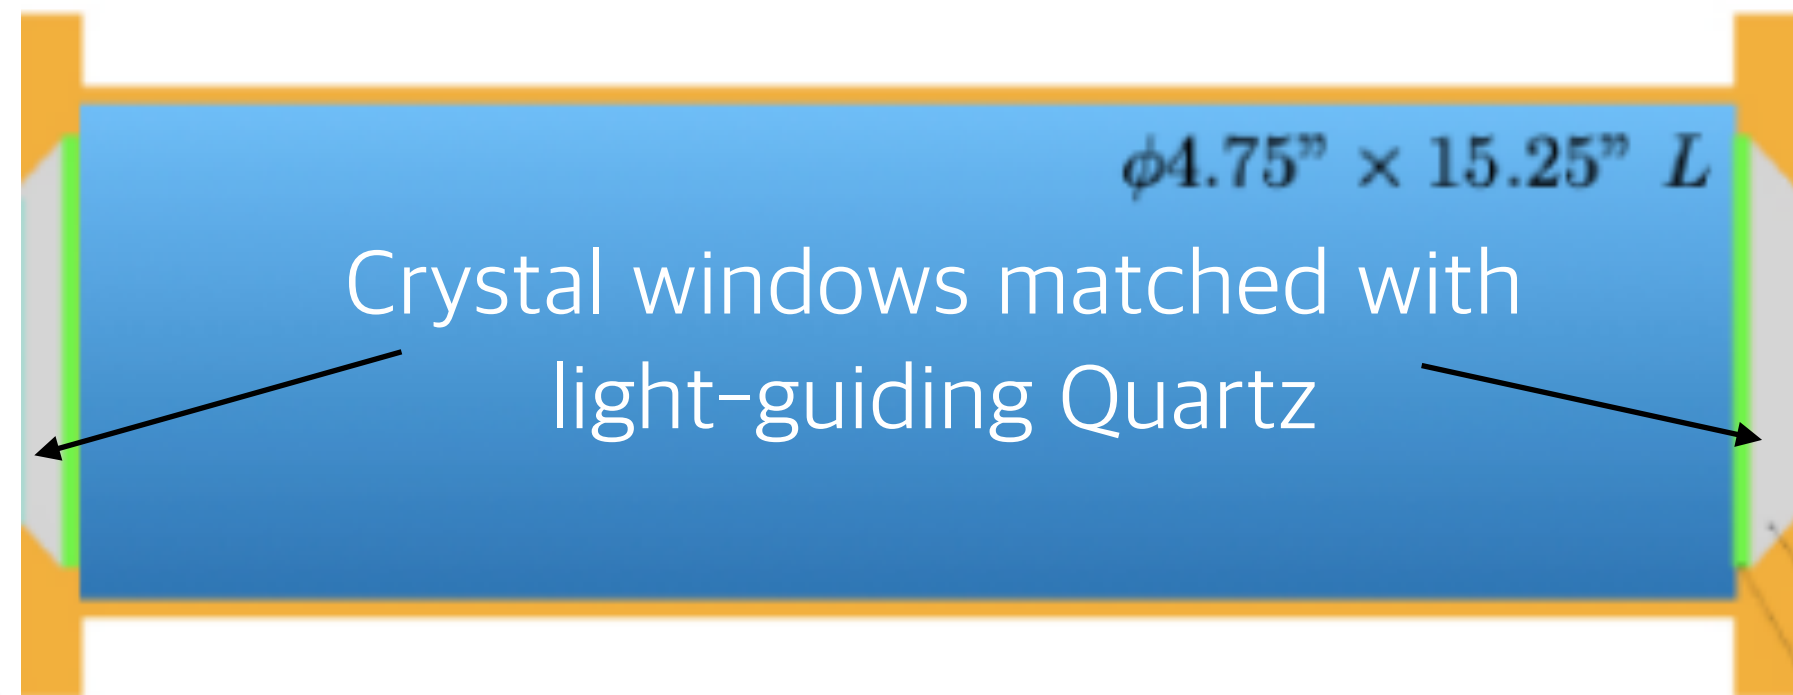 ϕ4.75” × 15.25” L
Crystal windows matched with
light-guiding Quartz